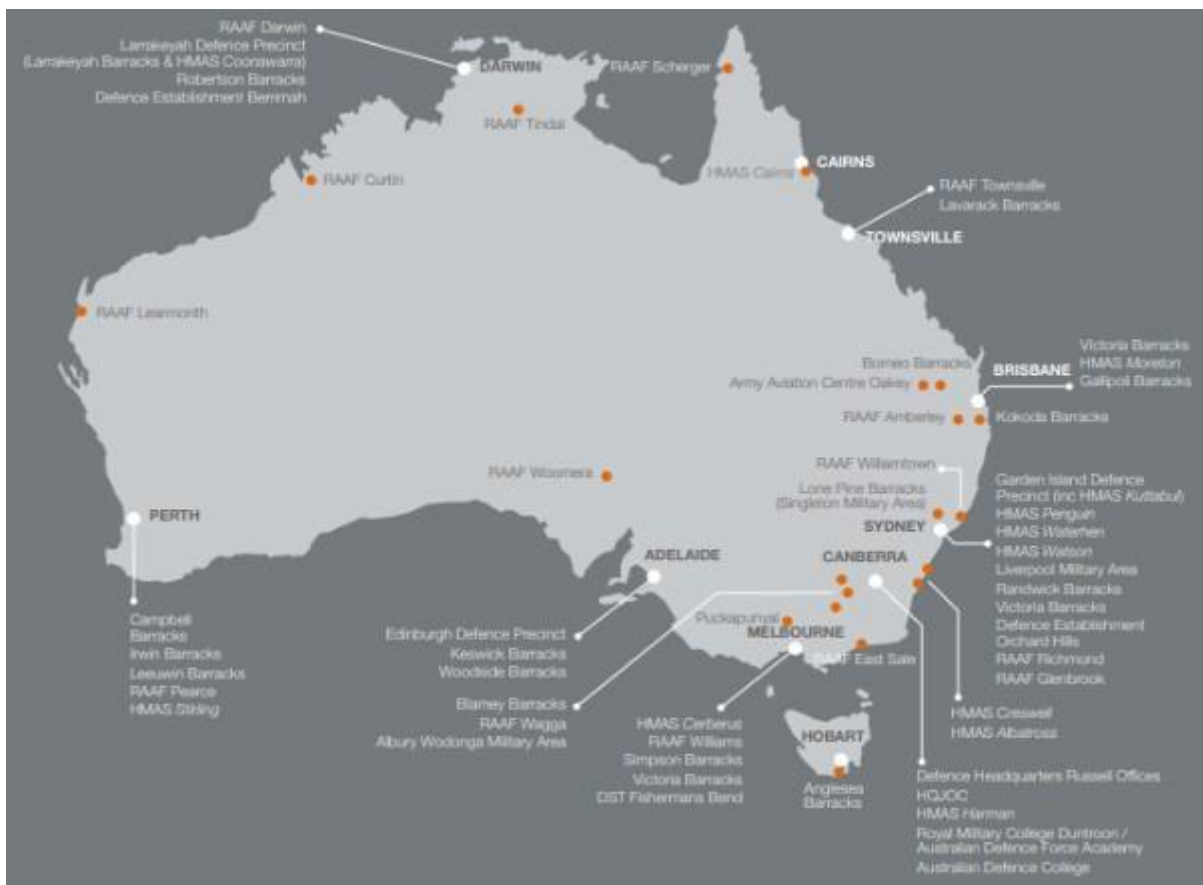 RAAF Darwin
Larrakeyah Defence Precinct
(Larrakeyah Barracks & HMAS Coonawarra)
Robertson Barracks
Defence Establishment Berrimah
DARWIN
RAAF Scherger
RAAF Tindal
RAAF Curtin
CAIRNS
HMAS Cairns
RAAF Townsville
Lavarack Barracks
TOWNSVILLE
RAAF Learmonth
Borneo Barracks
Army Aviation Centre Oakey
BRISBANE
Victoria Barracks
HMAS Moreton
Gallipoli Barracks
RAAF Amberley
Kokoda Barracks
RAAF Woomera
RAAF Williamtown
Lone Pine Barracks
(Singleton Military Area)
SYDNEY
Garden Island Defence
Precinct (inc HMAS Kuttabul)
HMAS Penguin
HMAS Waterhen
HMAS Watson
Liverpool Military Area
Randwick Barracks
Victoria Barracks
Defence Establishment
Orchard Hills
RAAF Richmond
RAAF Glenbrook
PERTH
Campbell
Barracks
Irwin Barracks
Leeuwin Barracks
RAAF Pearce
HMAS Stirling
ADELAIDE
Edinburgh Defence Precinct
Keswick Barracks
Woodside Barracks
CANBERRA
Puckapunyal
MELBOURNE
RAAF East Sale
Blamey Barracks
RAAF Wagga
Albury Wodonga Military Area
HMAS Cerberus
RAAF Williams
Simpson Barracks
Victoria Barracks
DST Fishermans Bend
HOBART
Anglesea
Barracks
HMAS Creswell
HMAS Albatross
Defence Headquarters Russell Offices
HQJOC
HMAS Harman
Royal Military College Duntroon /
Australian Defence Force Academy
Australian Defence College